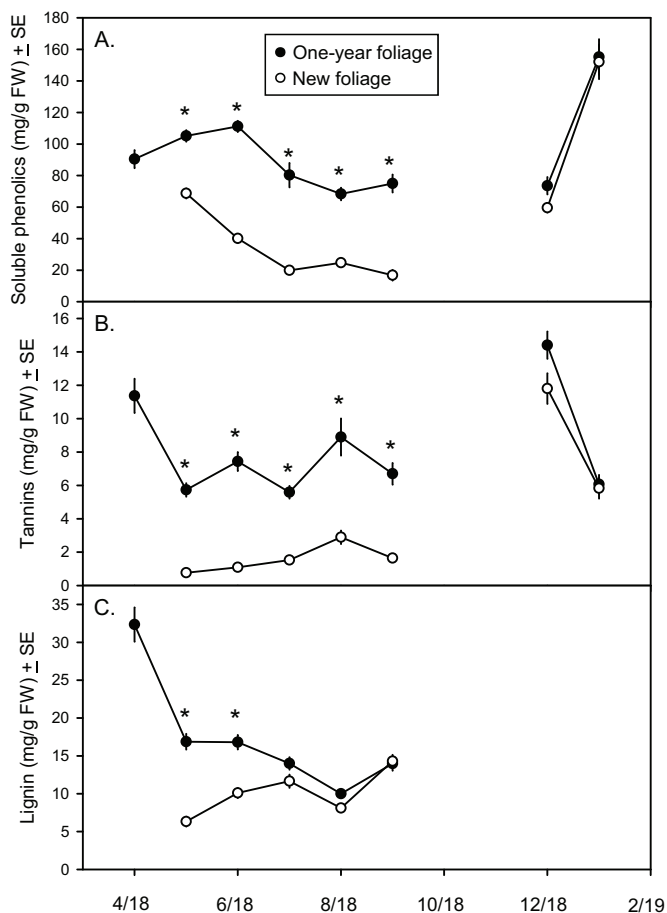 A.
One-year foliage
New foliage
Soluble phenolics (mg/g FW) ± SE
180
160
140
120
100
80
60
40
20
0
* * * * *
B.
Tannins (mg/g FW) ± SE
16
14
12
10
8
6
4
2
0
* * * * *
C.
Lignin (mg/g FW) ± SE
35
30
25
20
15
10
5
0
* *
4/18 6/18 8/18 10/18 12/18 2/19